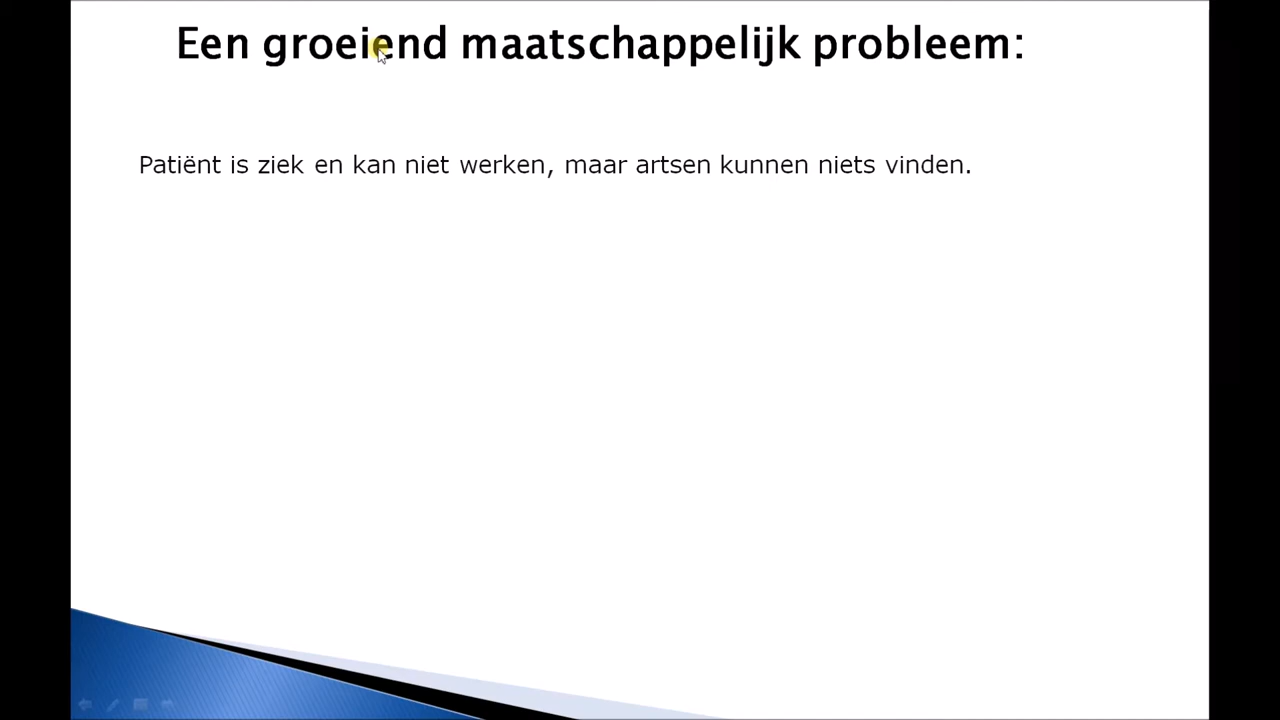 Een groeiend maatschappelijk probleem:
Patiënt is ziek en kan niet werken, maar artsen kunnen niets vinden.